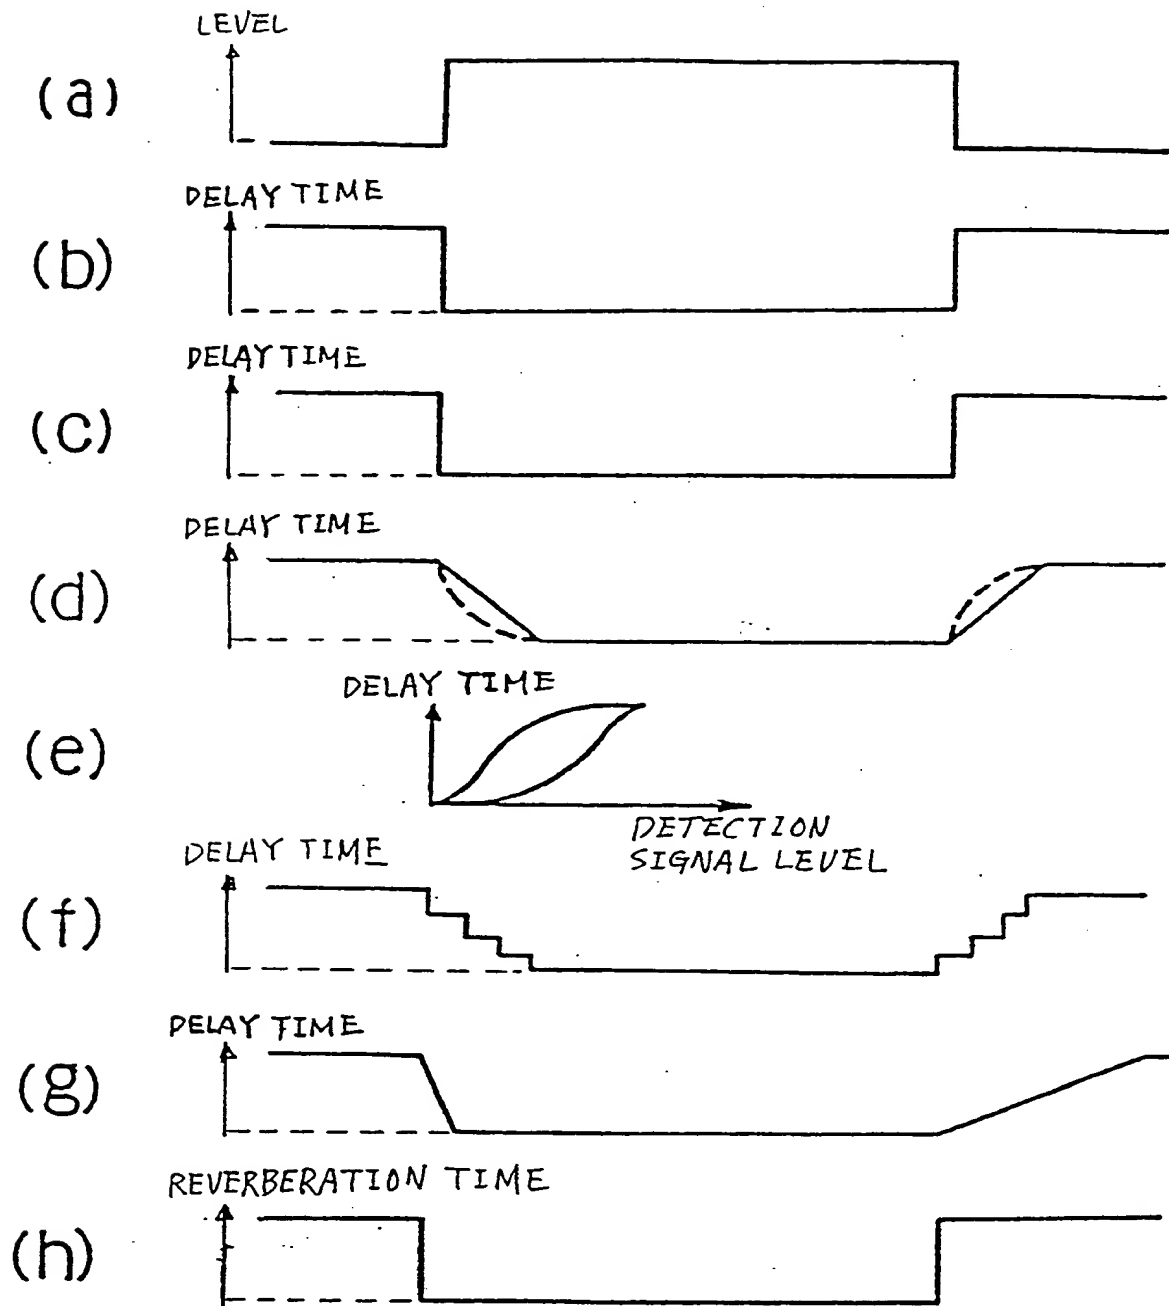 LEVEL
(a)
DELAY TIME
(b)
DELAY TIME
(c)
DELAY TIME
(d)
DELAY TIME
(e)
DETECTION
SIGNAL LEVEL
DELAY TIME
(f)
DELAY TIME
(g)
REVERBERATION TIME
(h)